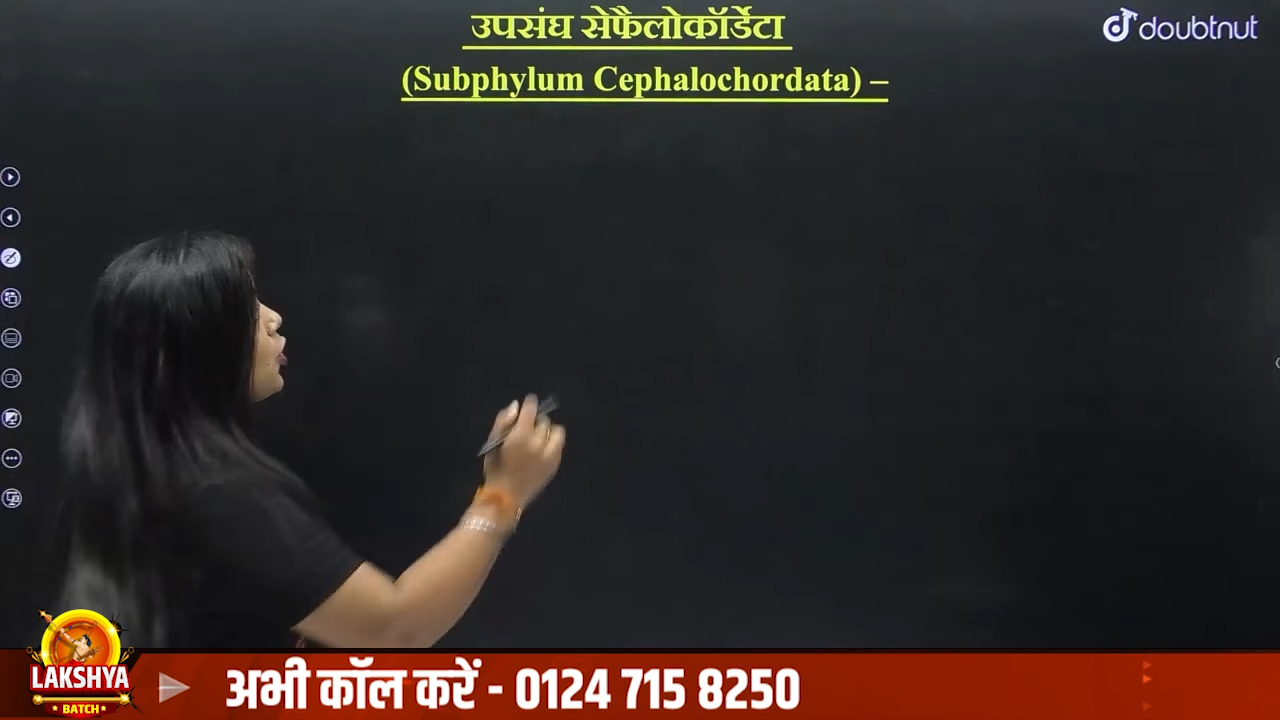 उपसंघ सेफैलोकॉर्डेटा
doubtnut
(Subphylum Cephalochordata) –
LAKSHYA
BATCH
अभी कॉल करें - 0124 715 8250